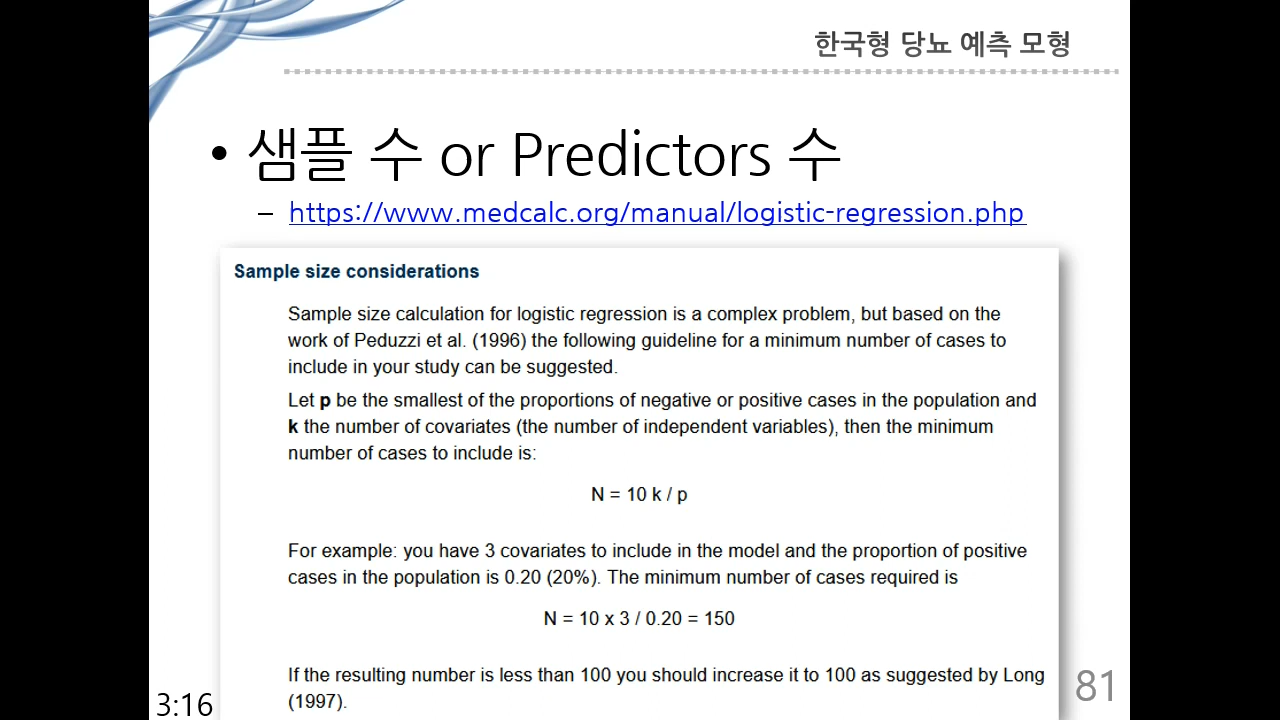 한국형 당뇨 예측 모형
• 샘플 수 or Predictors 수
– https://www.medcalc.org/manual/logistic-regression.php
Sample size considerations
Sample size calculation for logistic regression is a complex problem, but based on the
work of Peduzzi et al. (1996) the following guideline for a minimum number of cases to
include in your study can be suggested.
Let p be the smallest of the proportions of negative or positive cases in the population and
k the number of covariates (the number of independent variables), then the minimum
number of cases to include is:
N = 10 k / p
For example: you have 3 covariates to include in the model and the proportion of positive
cases in the population is 0.20 (20%). The minimum number of cases required is
N = 10 x 3 / 0.20 = 150
If the resulting number is less than 100 you should increase it to 100 as suggested by Long
(1997).
3:16
81